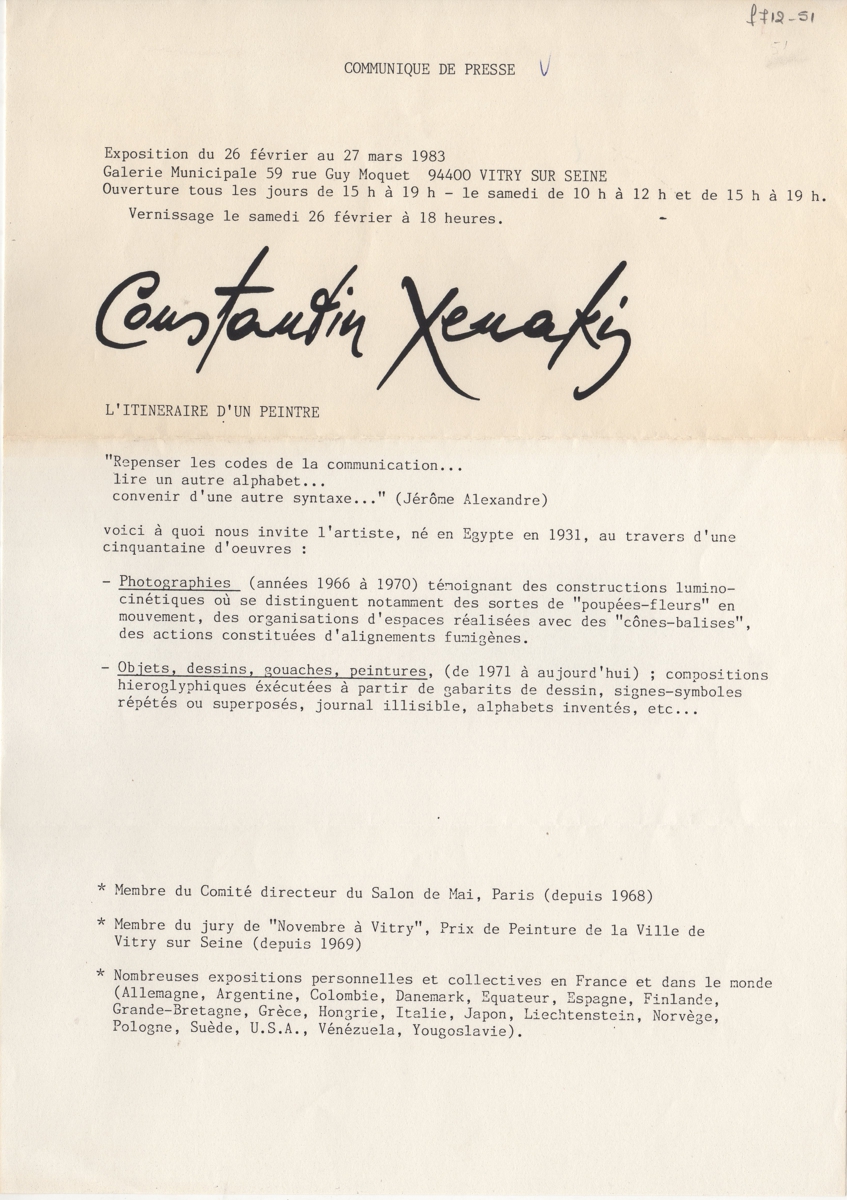 f712-51
COMMUNIQUE DE PRESSE V
Exposition du 26 février au 27 mars 1983
Galerie Municipale 59 rue Guy Moquet 94400 VITRY SUR SEINE
Ouverture tous les jours de 15 h à 19 h - le samedi de 10 h à 12 h et de 15 h à 19 h.
Vernissage le samedi 26 février à 18 heures.
Constantin Xenakis
L'ITINERAIRE D'UN PEINTRE
"Repenser les codes de la communication...
lire un autre alphabet...
convenir d'une autre syntaxe..." (Jérôme Alexandre)
voici à quoi nous invite l'artiste, né en Egypte en 1931, au travers d'une
cinquantaine d'oeuvres :
- Photographies (années 1966 à 1970) témoignant des constructions lumino-
cinétiques où se distinguent notamment des sortes de "poupées-fleurs" en
mouvement, des organisations d'espaces réalisées avec des "cônes-balises",
des actions constituées d'alignements fumigènes.
- Objets, dessins, gouaches, peintures, (de 1971 à aujourd'hui) ; compositions
hieroglyphiques éxécutées à partir de gabarits de dessin, signes-symboles
répétés ou superposés, journal illisible, alphabets inventés, etc...
* Membre du Comité directeur du Salon de Mai, Paris (depuis 1968)
* Membre du jury de "Novembre à Vitry", Prix de Peinture de la Ville de
Vitry sur Seine (depuis 1969)
* Nombreuses expositions personnelles et collectives en France et dans le monde
(Allemagne, Argentine, Colombie, Danemark, Equateur, Espagne, Finlande,
Grande-Bretagne, Grèce, Hongrie, Italie, Japon, Liechtenstein, Norvège,
Pologne, Suède, U.S.A., Vénézuela, Yougoslavie).